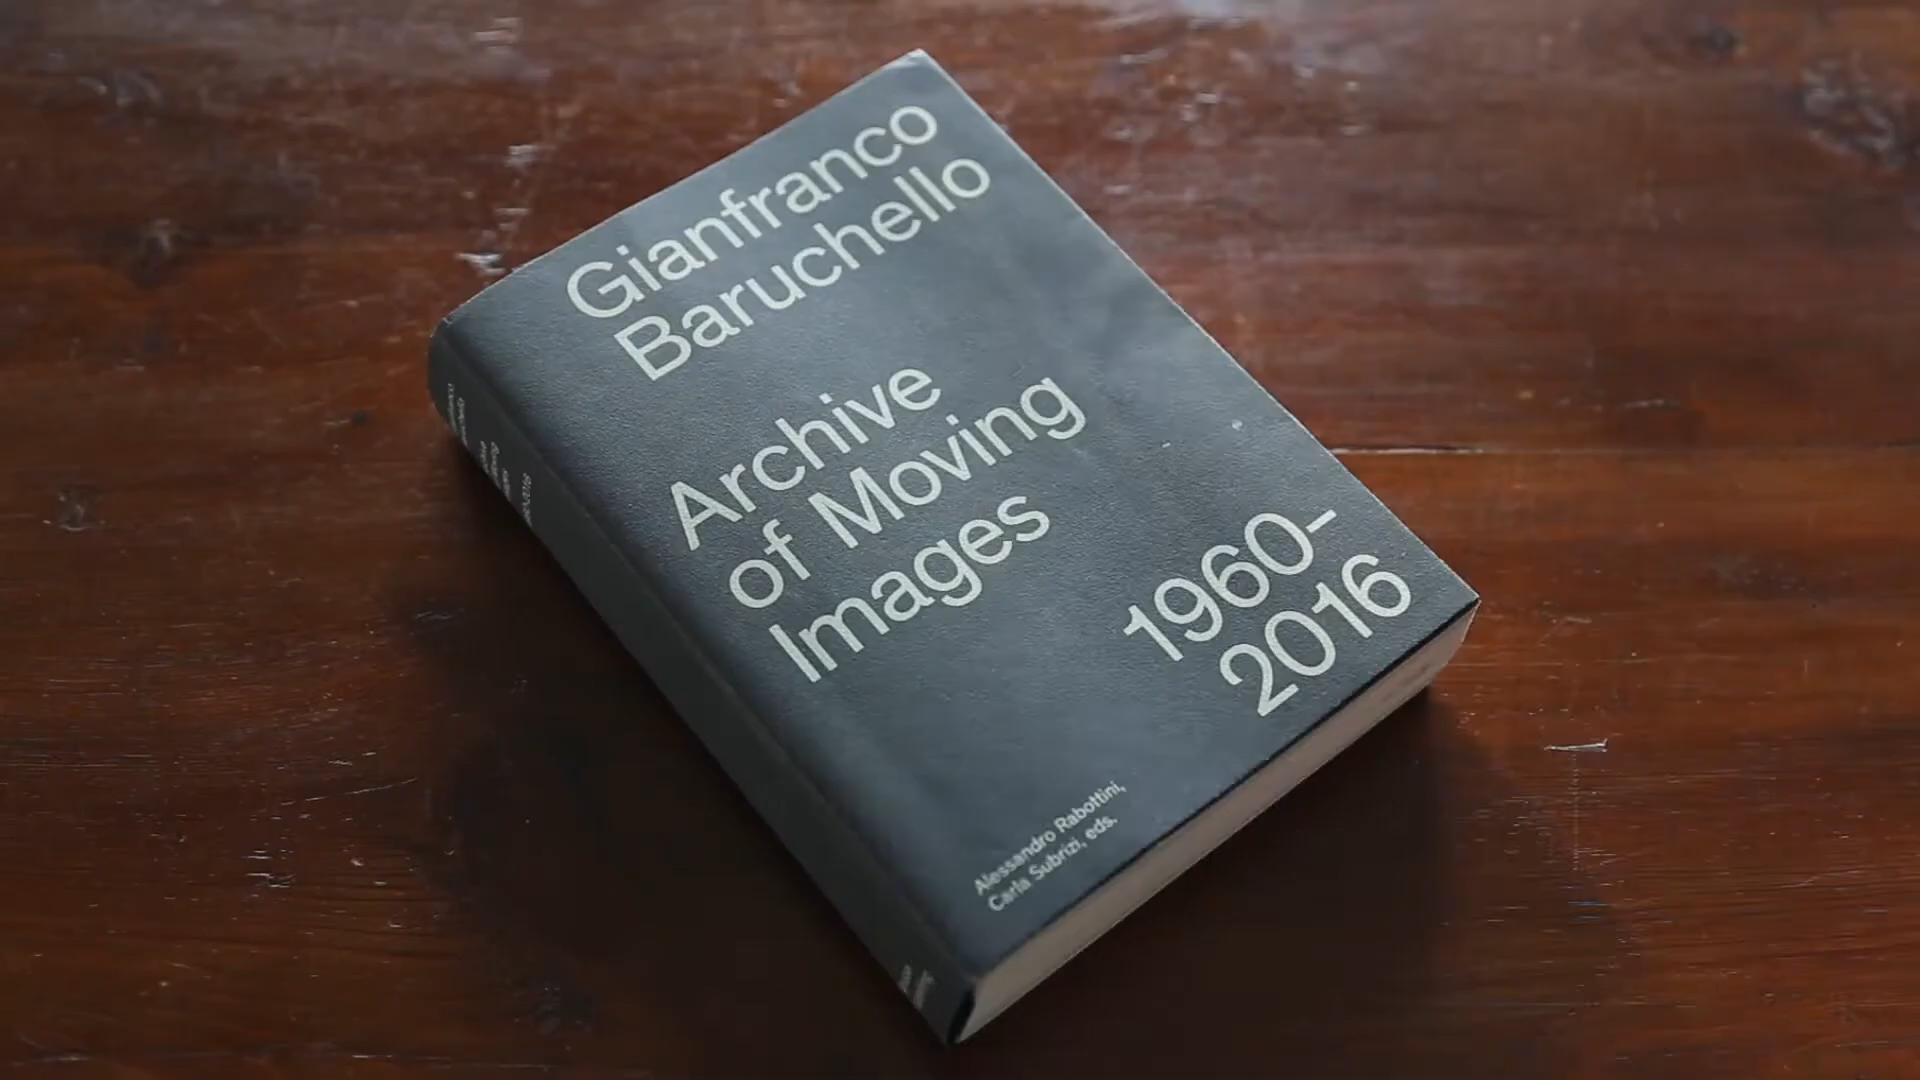 Gianfranco
Baruchello
Archive
of Moving
Images
1960–
2016
Alessandro Rabottini,
Carla Subrizi, eds.